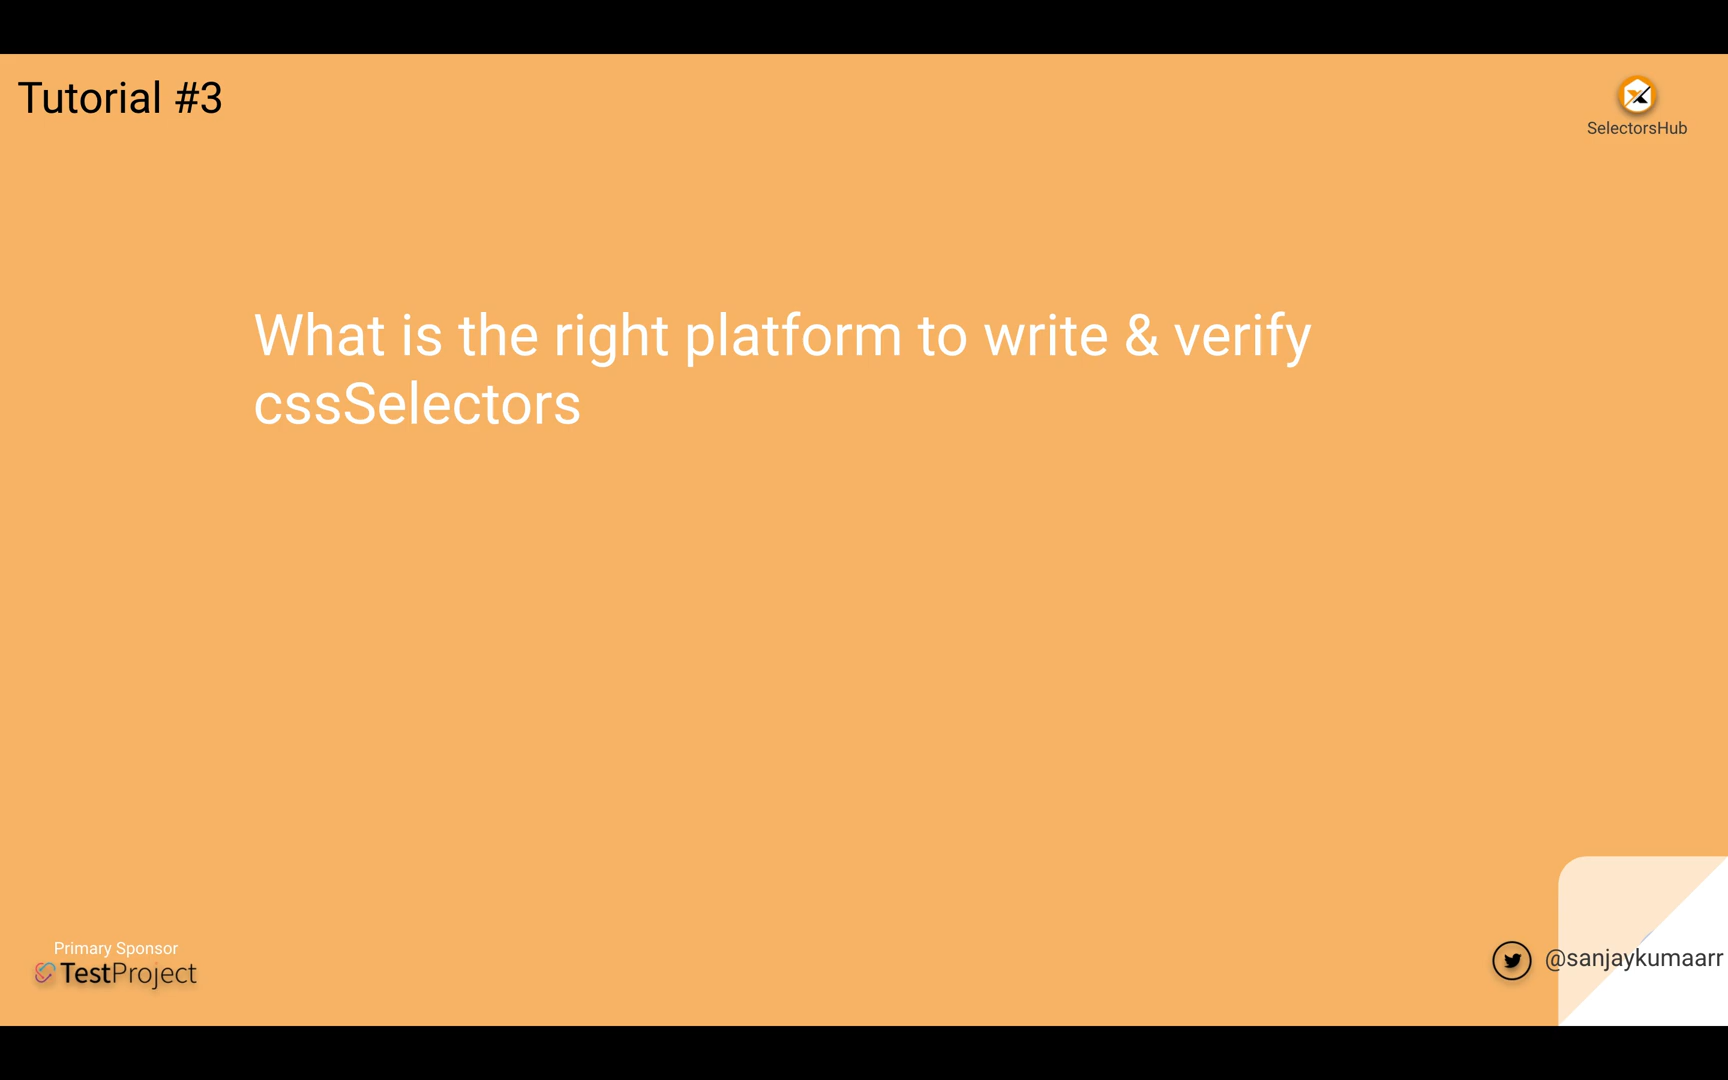 Tutorial #3
SelectorsHub
What is the right platform to write & verify
cssSelectors
Primary Sponsor
TestProject
@sanjaykumaarr